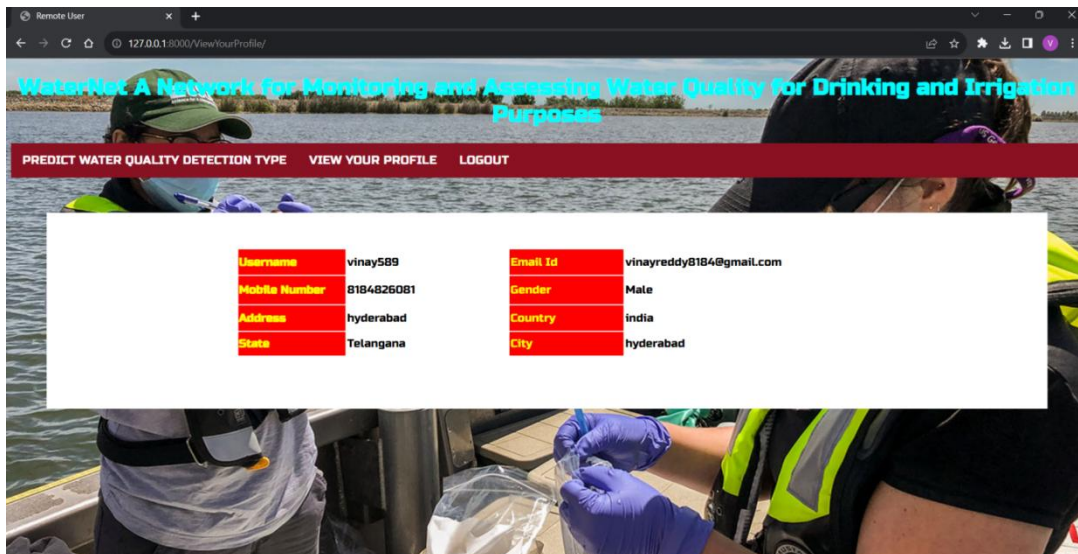 Remote User
127.0.0.1:8000/ViewYourProfile/
V
WaterNet A Network for Monitoring and Assessing Water Quality for Drinking and Irrigation
Purposes
PREDICT WATER QUALITY DETECTION TYPE VIEW YOUR PROFILE LOGOUT
Username vinay589 Email Id vinayreddy8184@gmail.com
Mobile Number 8184826081 Gender Male
Address hyderabad Country india
State Telangana City hyderabad